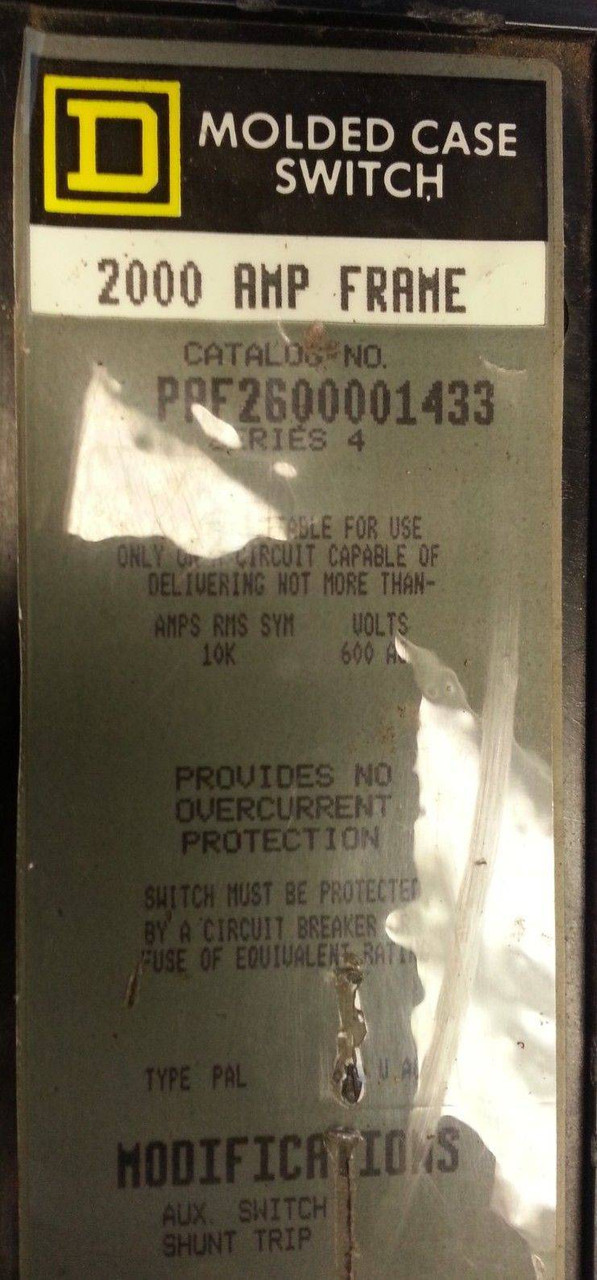 D
MOLDED CASE
SWITCH
2000 AMP FRAME
CATALOG NO.
PAF2600001433
SERIES 4
FOR USE
ONLY ON A CIRCUIT CAPABLE OF
DELIVERING NOT MORE THAN-
AMPS RMS SYM VOLTS
10K 600 AC
PROVIDES NO
OVERCURRENT
PROTECTION
SWITCH MUST BE PROTECTED
BY A CIRCUIT BREAKER
FUSE OF EQUIVALENT RATIN
TYPE PAL
MODIFICATIONS
AUX. SWITCH
SHUNT TRIP